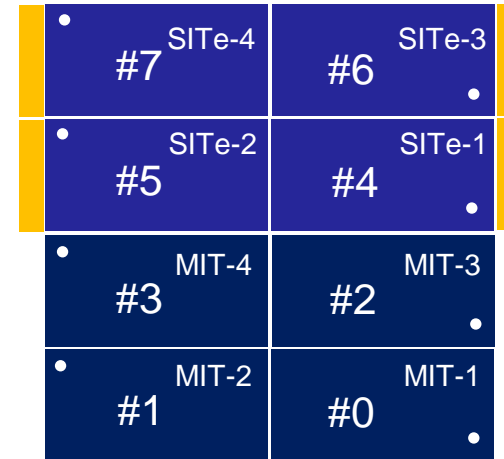 SITe-4
#7
SITe-3
#6
SITe-2
#5
SITe-1
#4
MIT-4
#3
MIT-3
#2
MIT-2
#1
MIT-1
#0